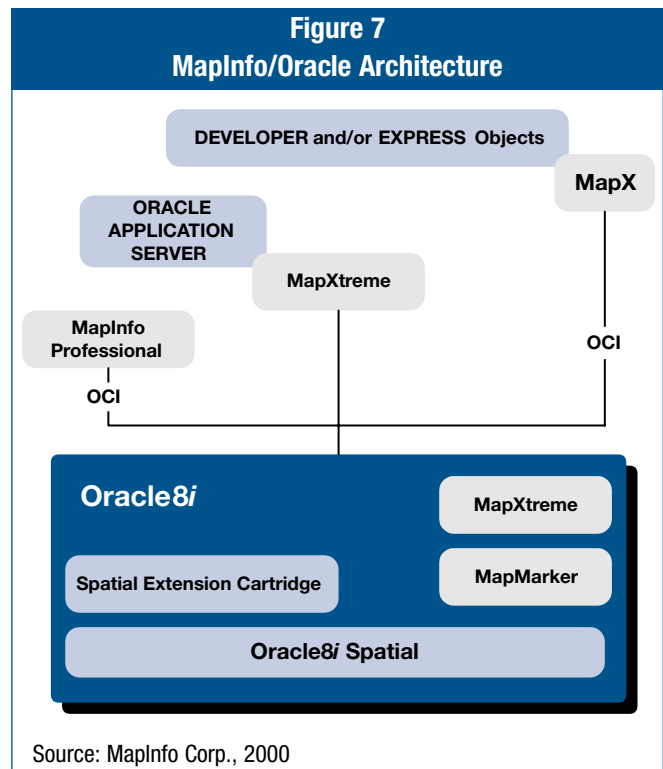 Figure 7
MapInfo/Oracle Architecture
DEVELOPER and/or EXPRESS Objects
MapX
ORACLE
APPLICATION
SERVER
MapXtreme
MapInfo
Professional
OCI
OCI
Oracle8i
MapXtreme
MapMarker
Spatial Extension Cartridge
Oracle8i Spatial
Source: MapInfo Corp., 2000